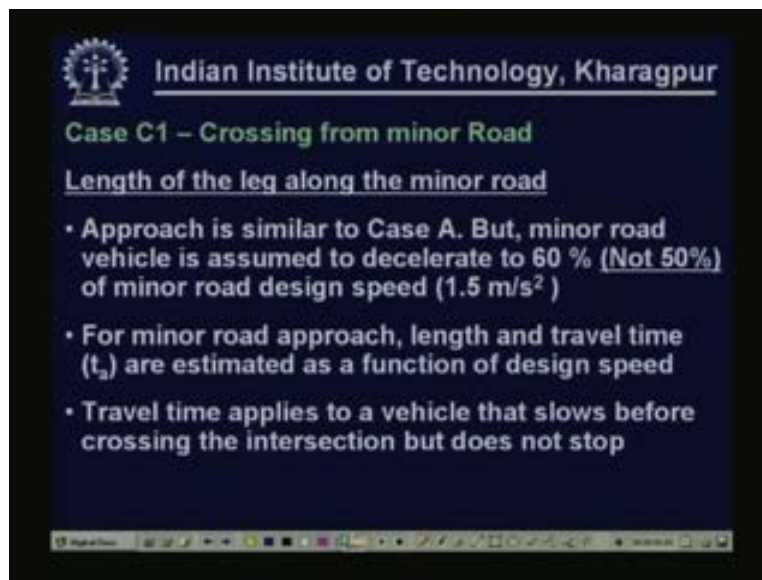 Indian Institute of Technology, Kharagpur
Case C1 – Crossing from minor Road
Length of the leg along the minor road
• Approach is similar to Case A. But, minor road
vehicle is assumed to decelerate to 60 % (Not 50%)
of minor road design speed (1.5 m/s² )
• For minor road approach, length and travel time
(tₐ) are estimated as a function of design speed
• Travel time applies to a vehicle that slows before
crossing the intersection but does not stop